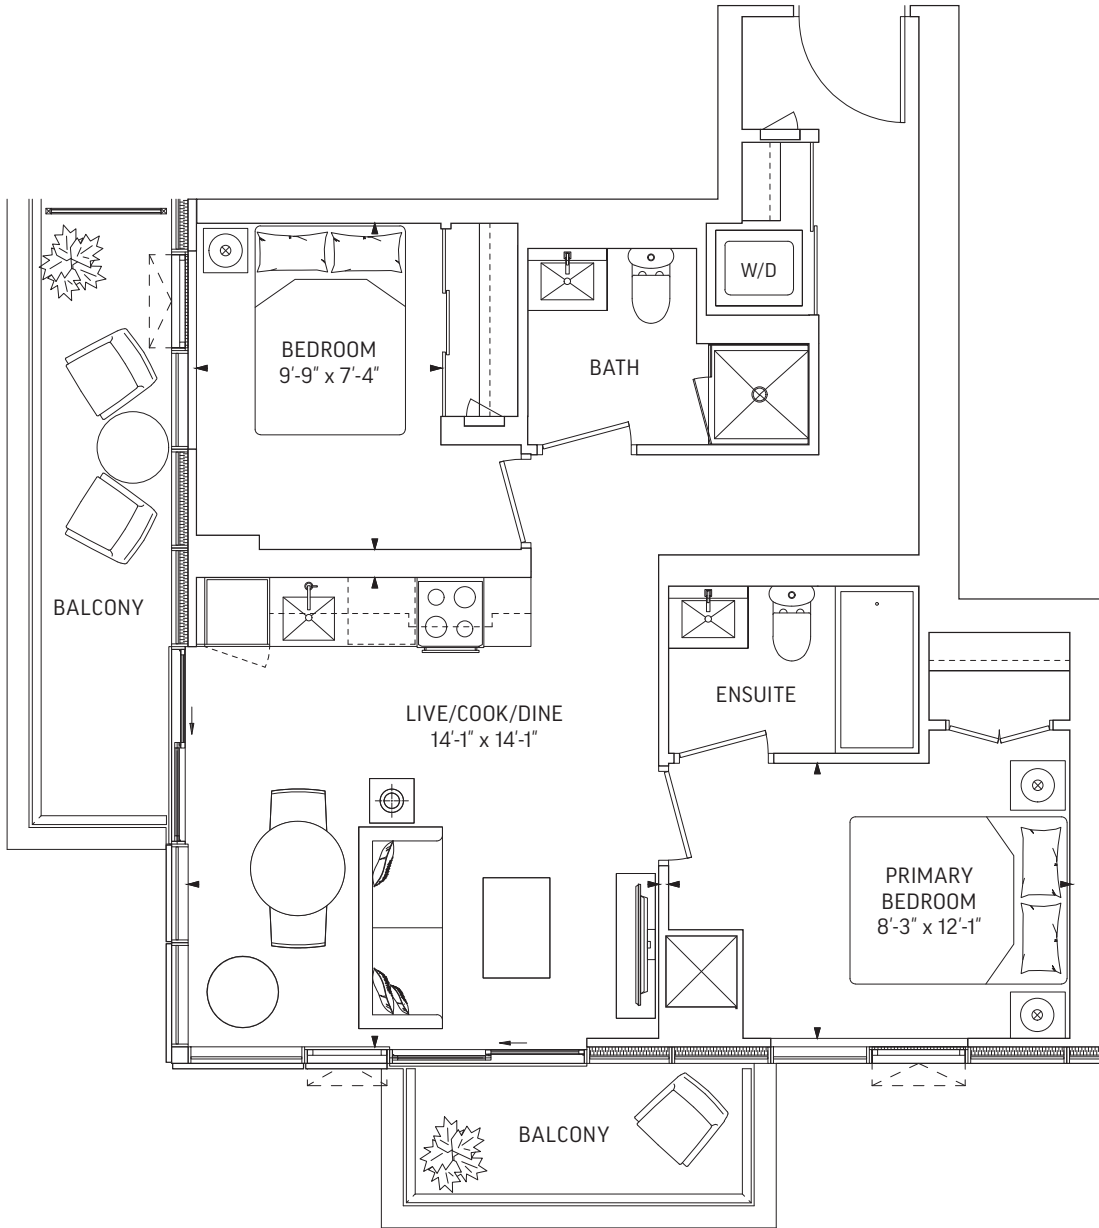 W/D
BEDROOM
9'-9" x 7'-4"
BATH
BALCONY
ENSUITE
LIVE/COOK/DINE
14'-1" x 14'-1"
PRIMARY
BEDROOM
8'-3" x 12'-1"
BALCONY